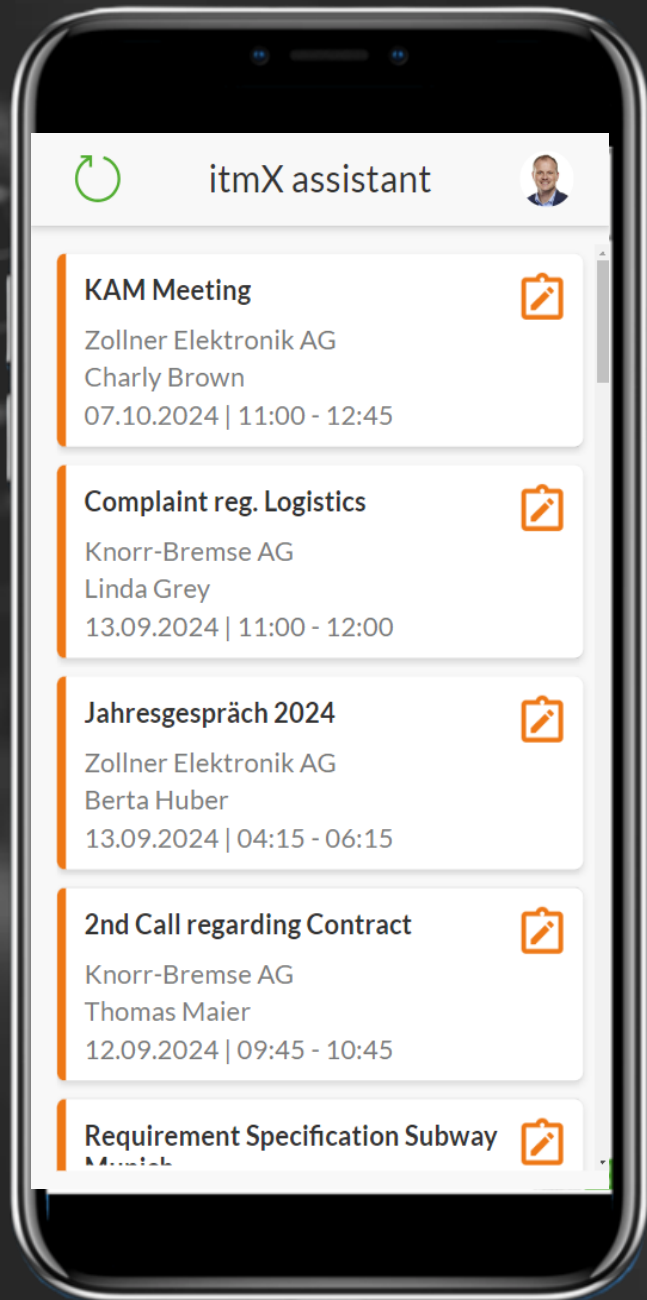 itmX assistant
KAM Meeting
Zollner Elektronik AG
Charly Brown
07.10.2024 | 11:00 - 12:45
Complaint reg. Logistics
Knorr-Bremse AG
Linda Grey
13.09.2024 | 11:00 - 12:00
Jahresgespräch 2024
Zollner Elektronik AG
Berta Huber
13.09.2024 | 04:15 - 06:15
2nd Call regarding Contract
Knorr-Bremse AG
Thomas Maier
12.09.2024 | 09:45 - 10:45
Requirement Specification Subway
Munich